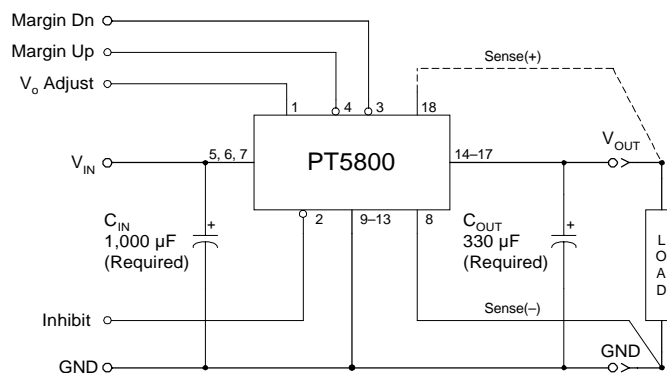 Margin Dn
Margin Up
Vo Adjust
Sense(+)
1
4
3
18
VOUT
VIN
5, 6, 7
PT5800
14–17
2
9–13
8
CIN
1,000 µF
(Required)
+
COUT
330 µF
(Required)
+
LOAD
Inhibit
Sense(–)
GND
GND